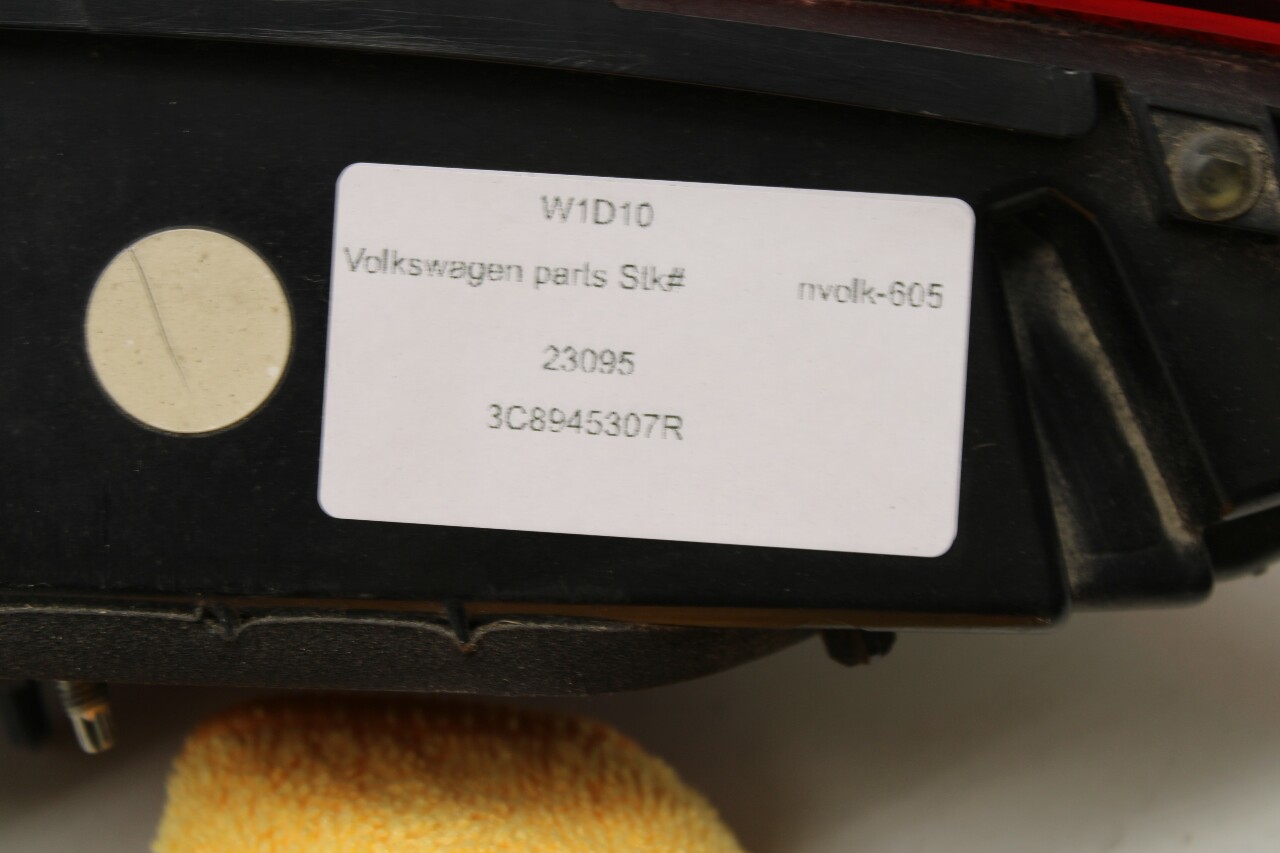 W1D10
Volkswagen parts Stk# nvolk-605
23095
3C8945307R